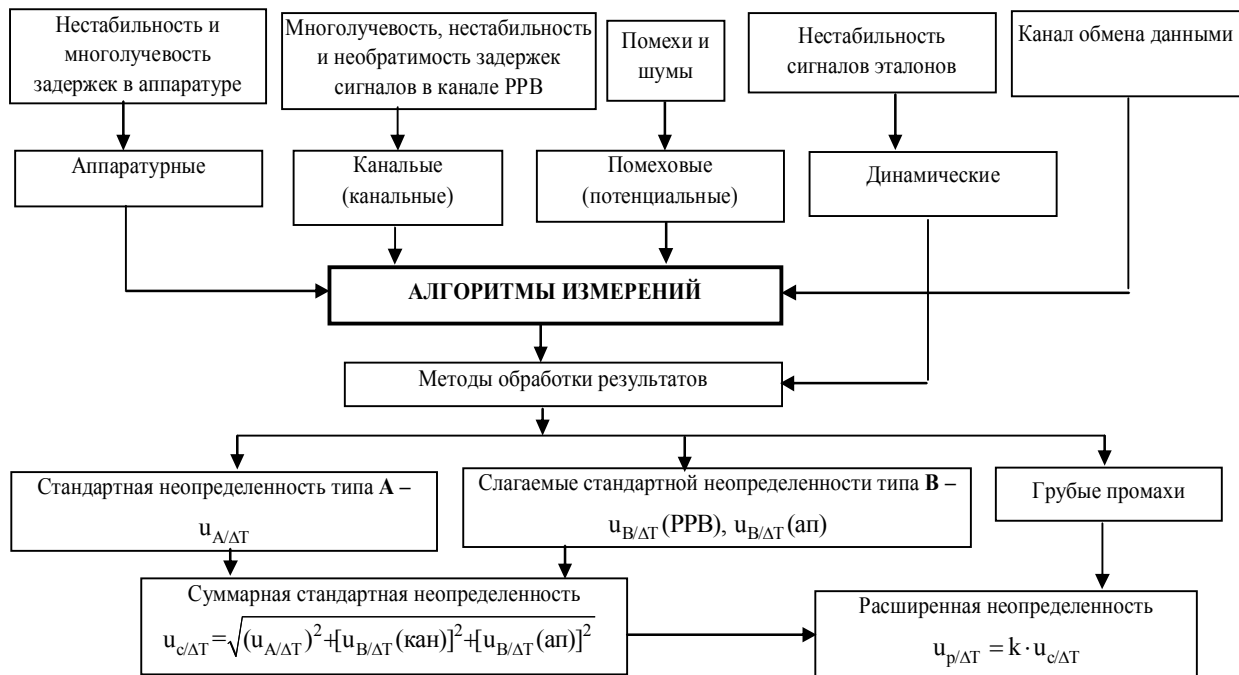 Нестабильность и
многолучевость
задержек в аппаратуре
Многолучевость, нестабильность
и необратимость задержек
сигналов в канале РРВ
Помехи и
шумы
Нестабильность
сигналов эталонов
Канал обмена данными
Аппаратурные
Канальые
(канальные)
Помеховые
(потенциальные)
Динамические
АЛГОРИТМЫ ИЗМЕРЕНИЙ
Методы обработки результатов
Стандартная неопределенность типа А –
u_{A/ΔT}
Слагаемые стандартной неопределенности типа В –
u_{B/ΔT}(РРВ), u_{B/ΔT}(ап)
Грубые промахи
Суммарная стандартная неопределенность
u_{c/ΔT}=√((u_{A/ΔT})²+[u_{B/ΔT}(кан)]²+[u_{B/ΔT}(ап)]²)
Расширенная неопределенность
u_{p/ΔT} = k · u_{c/ΔT}